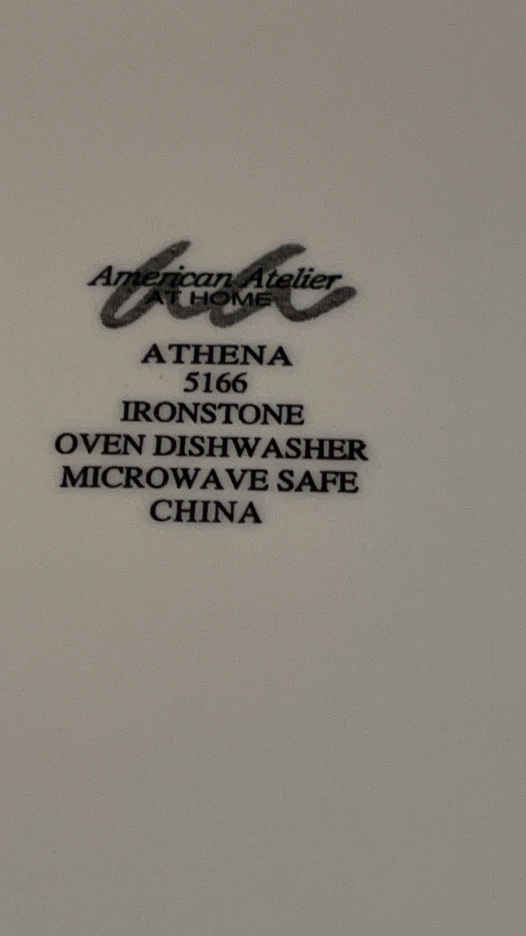 American Atelier
AT HOME
ATHENA
5166
IRONSTONE
OVEN DISHWASHER
MICROWAVE SAFE
CHINA